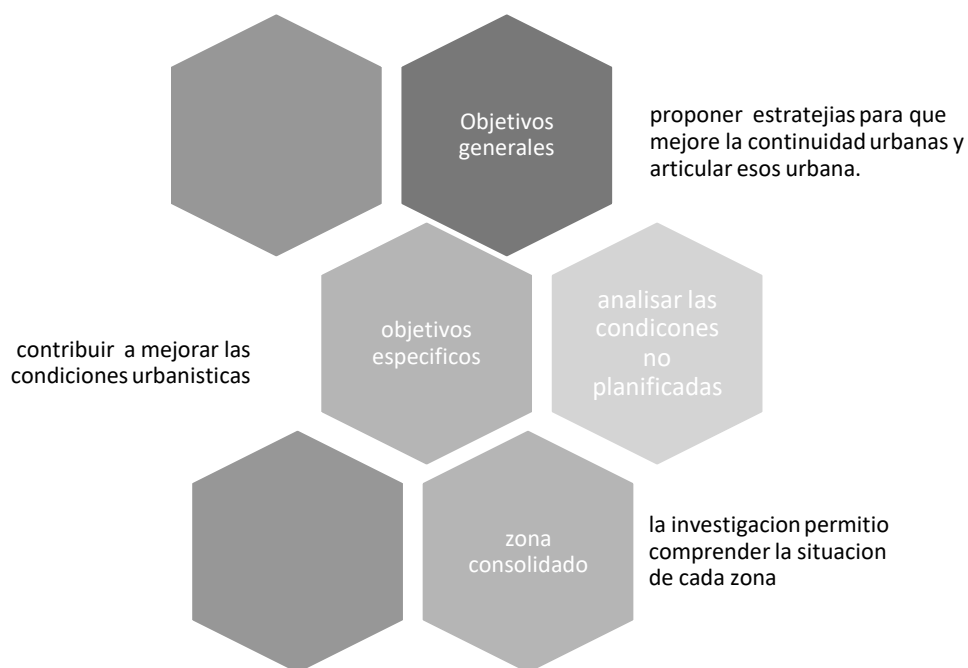 Objetivos
generales
proponer estratejias para que
mejore la continuidad urbanas y
articular esos urbana.
contribuir a mejorar las
condiciones urbanisticas
objetivos
especificos
analisar las
condicones
no
planificadas
zona
consolidado
la investigacion permitio
comprender la situacion
de cada zona